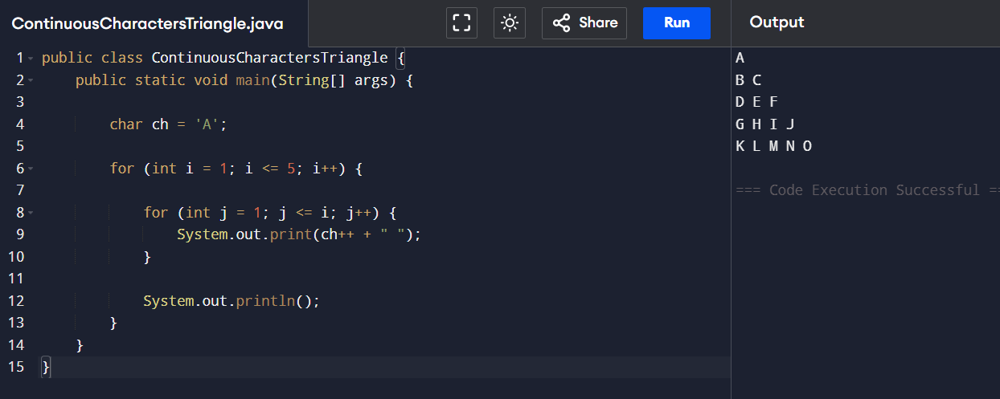 ContinuousCharactersTriangle.java
Share
Run
Output
1 public class ContinuousCharactersTriangle {
2     public static void main(String[] args) {
3
4         char ch = 'A';
5
6         for (int i = 1; i <= 5; i++) {
7
8             for (int j = 1; j <= i; j++) {
9                 System.out.print(ch++ + " ");
10             }
11
12             System.out.println();
13         }
14     }
15 }
A
B C
D E F
G H I J
K L M N O
=== Code Execution Successful ==